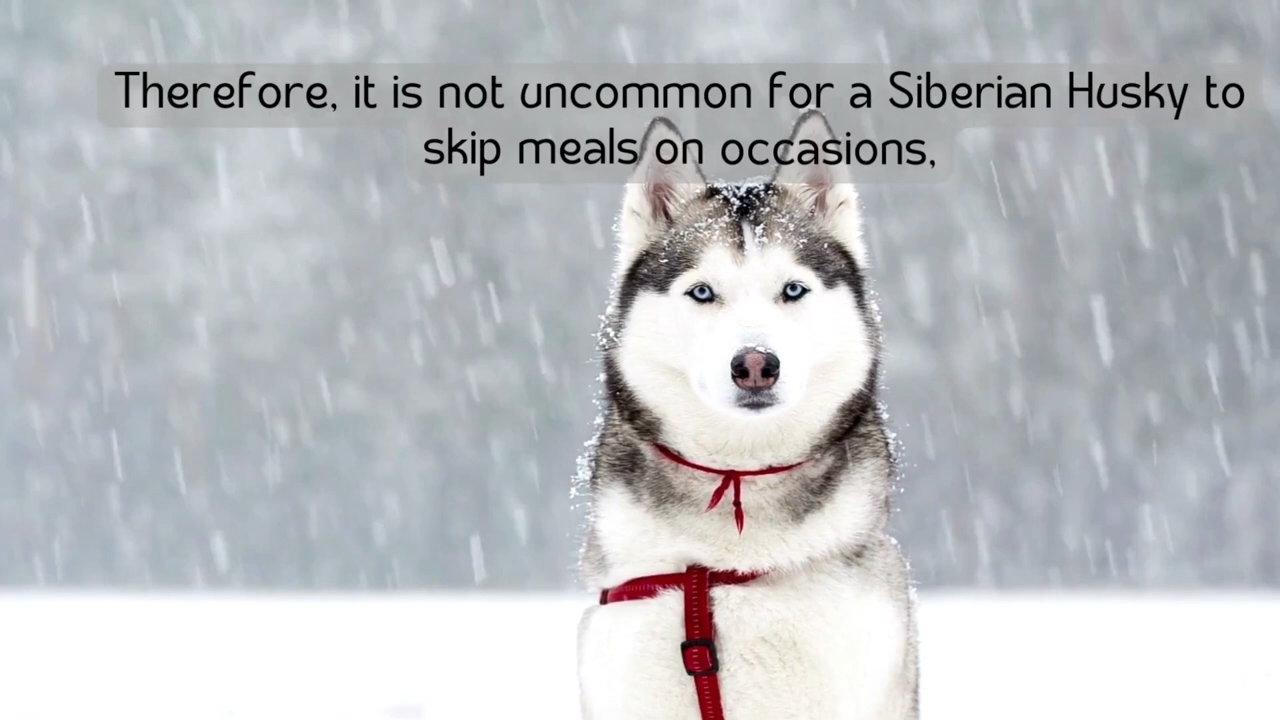 Therefore, it is not uncommon for a Siberian Husky to
skip meals on occasions,